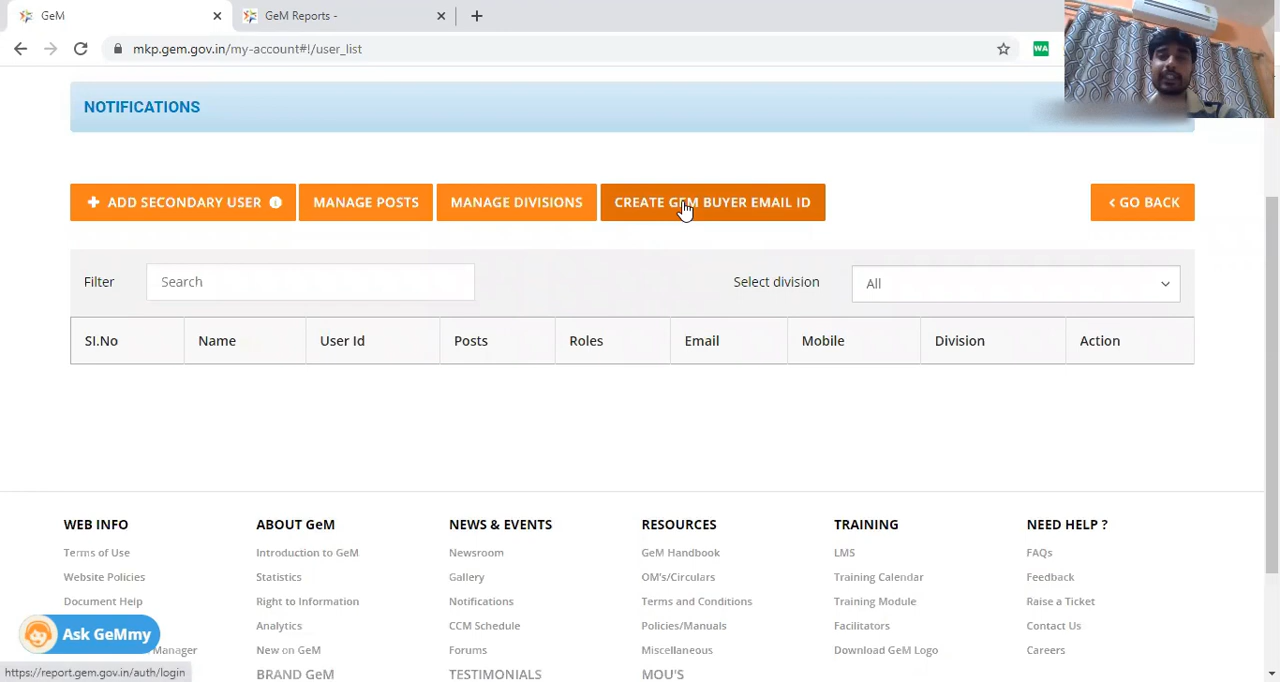 GeM
GeM Reports -
mkp.gem.gov.in/my-account#!/user_list
WA
NOTIFICATIONS
ADD SECONDARY USER
MANAGE POSTS
MANAGE DIVISIONS
CREATE GEM BUYER EMAIL ID
GO BACK
Filter
Search
Select division
All
SI.No
Name
User Id
Posts
Roles
Email
Mobile
Division
Action
WEB INFO
ABOUT GeM
NEWS & EVENTS
RESOURCES
TRAINING
NEED HELP ?
Terms of Use
Introduction to GeM
Newsroom
GeM Handbook
LMS
FAQs
Website Policies
Statistics
Gallery
OM's/Circulars
Training Calendar
Feedback
Document Help
Right to Information
Notifications
Terms and Conditions
Training Module
Raise a Ticket
Ask GeMmy
Analytics
CCM Seedule
Policies/Manuals
Facilitators
Contact Us
Manager
New on GeM
Forums
Miscellaneous
Download GeM Logo
Careers
https://report.gem.gov.in/auth/login
BRAND GeM
TESTIMONIALS
MOU'S